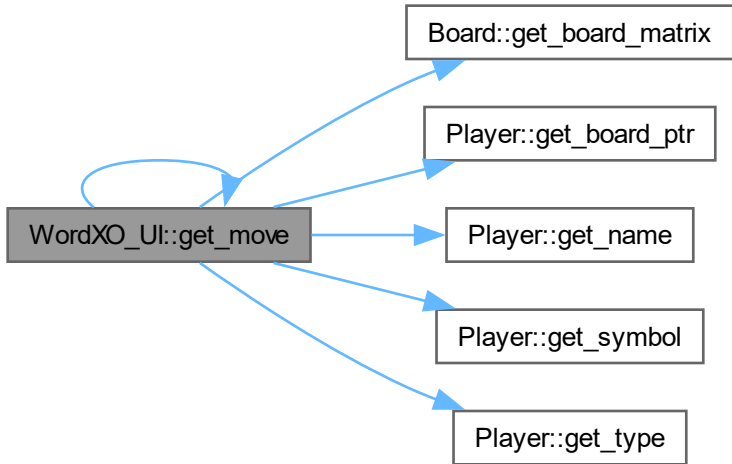 Board::get_board_matrix
Player::get_board_ptr
WordXO_UI::get_move
Player::get_name
Player::get_symbol
Player::get_type